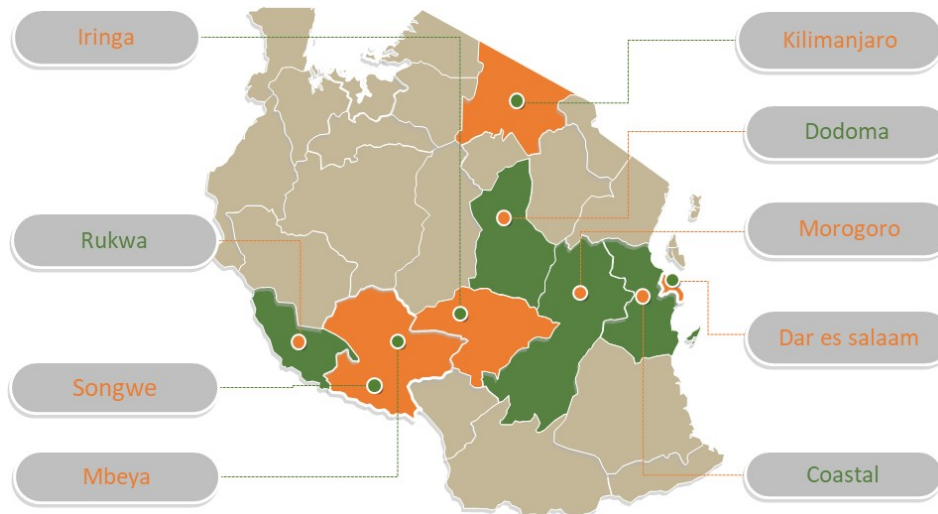 Iringa
Kilimanjaro
Dodoma
Rukwa
Morogoro
Dar es salaam
Songwe
Mbeya
Coastal